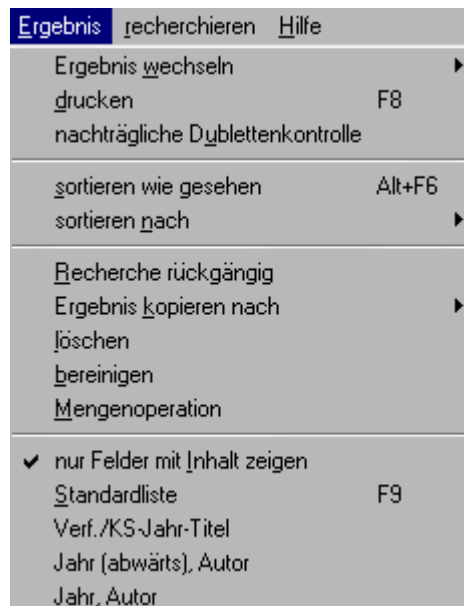 Ergebnis recherchieren Hilfe
Ergebnis wechseln
drucken F8
nachträgliche Dublettenkontrolle
sortieren wie gesehen Alt+F6
sortieren nach
Recherche rückgängig
Ergebnis kopieren nach
löschen
bereinigen
Mengenoperation
nur Felder mit Inhalt zeigen
Standardliste F9
Verf./KS-Jahr-Titel
Jahr (abwärts), Autor
Jahr, Autor